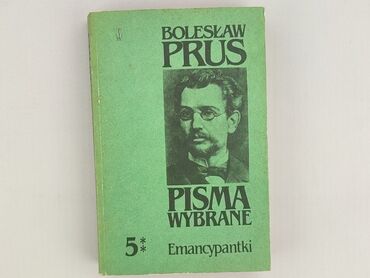 BOLESŁAW
PRUS
PISMA
WYBRANE
5** Emancypantki